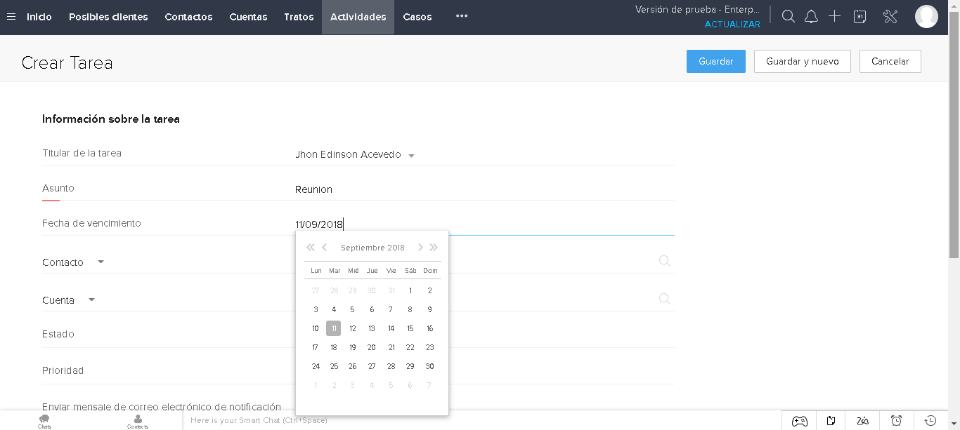 Inicio Posibles clientes Contactos Cuentas Tratos Actividades Casos ••• Versión de prueba - Enterp...
ACTUALIZAR
Crear Tarea Guardar Guardar y nuevo Cancelar
Información sobre la tarea
Titular de la tarea Jhon Edinson Acevedo
Asunto Reunion
Fecha de vencimiento 11/09/2018
Septiembre 2018
Lun Mar Mié Jue Vie Sáb Dom
27 28 29 30 31 1 2
3 4 5 6 7 8 9
10 11 12 13 14 15 16
17 18 19 20 21 22 23
24 25 26 27 28 29 30
1 2 3 4 5 6 7
Contacto
Cuenta
Estado
Prioridad
Enviar mensaje de correo electrónico de notificación
Chats Contacts Here is your Smart Chat (Ctrl+Space)